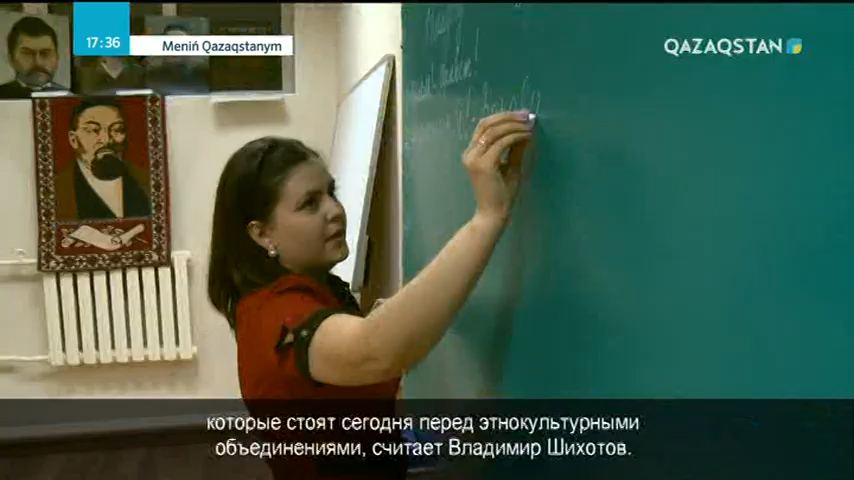 17:36
Meniń Qazaqstanym
QAZAQSTAN
которые стоят сегодня перед этнокультурными
объединениями, считает Владимир Шихотов.